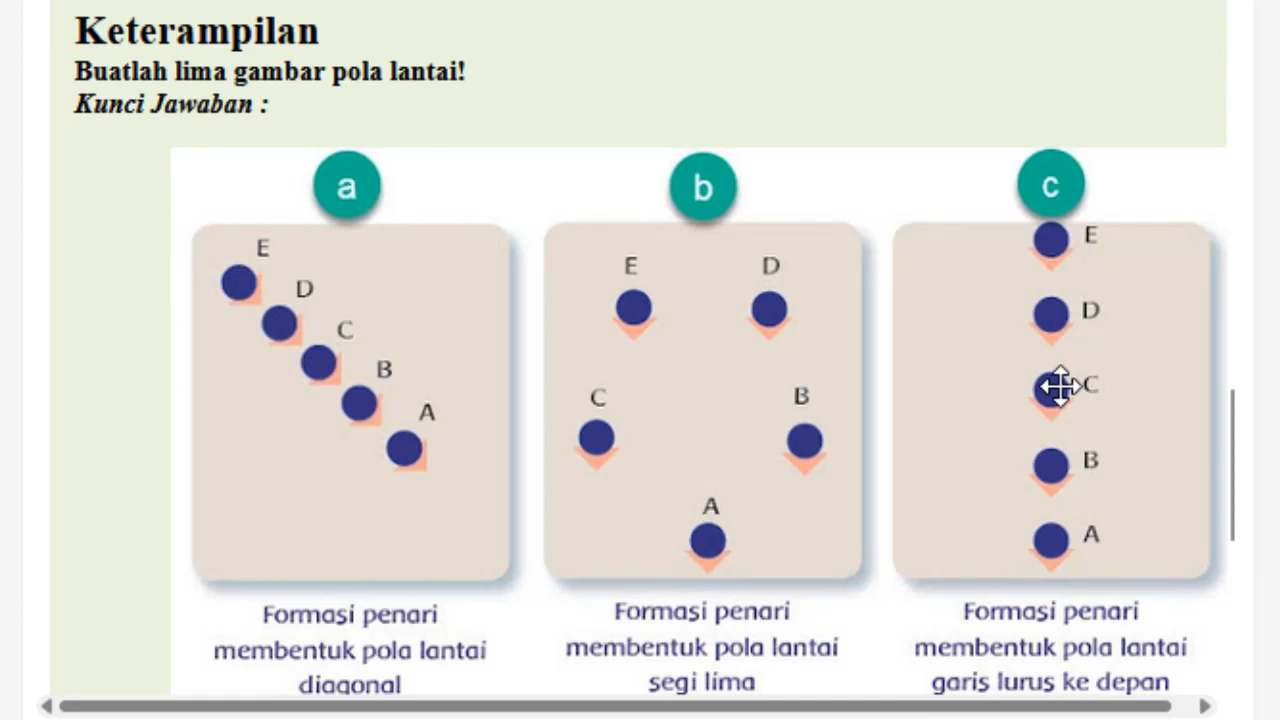 Keterampilan
Buatlah lima gambar pola lantai!
Kunci Jawaban :
a
b
c
E
D
C
B
A
E
D
C
B
A
E
D
C
B
A
Formasi penari
membentuk pola lantai
diagonal
Formasi penari
membentuk pola lantai
segi lima
Formasi penari
membentuk pola lantai
garis lurus ke depan